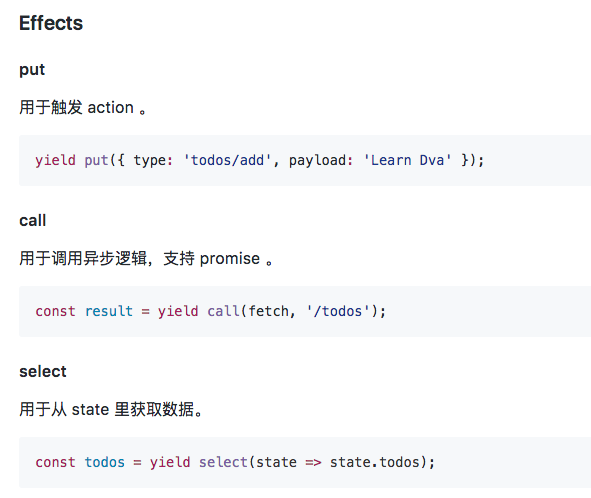 Effects
put
用于触发 action 。
yield put({ type: 'todos/add', payload: 'Learn Dva' });
call
用于调用异步逻辑，支持 promise 。
const result = yield call(fetch, '/todos');
select
用于从 state 里获取数据。
const todos = yield select(state => state.todos);